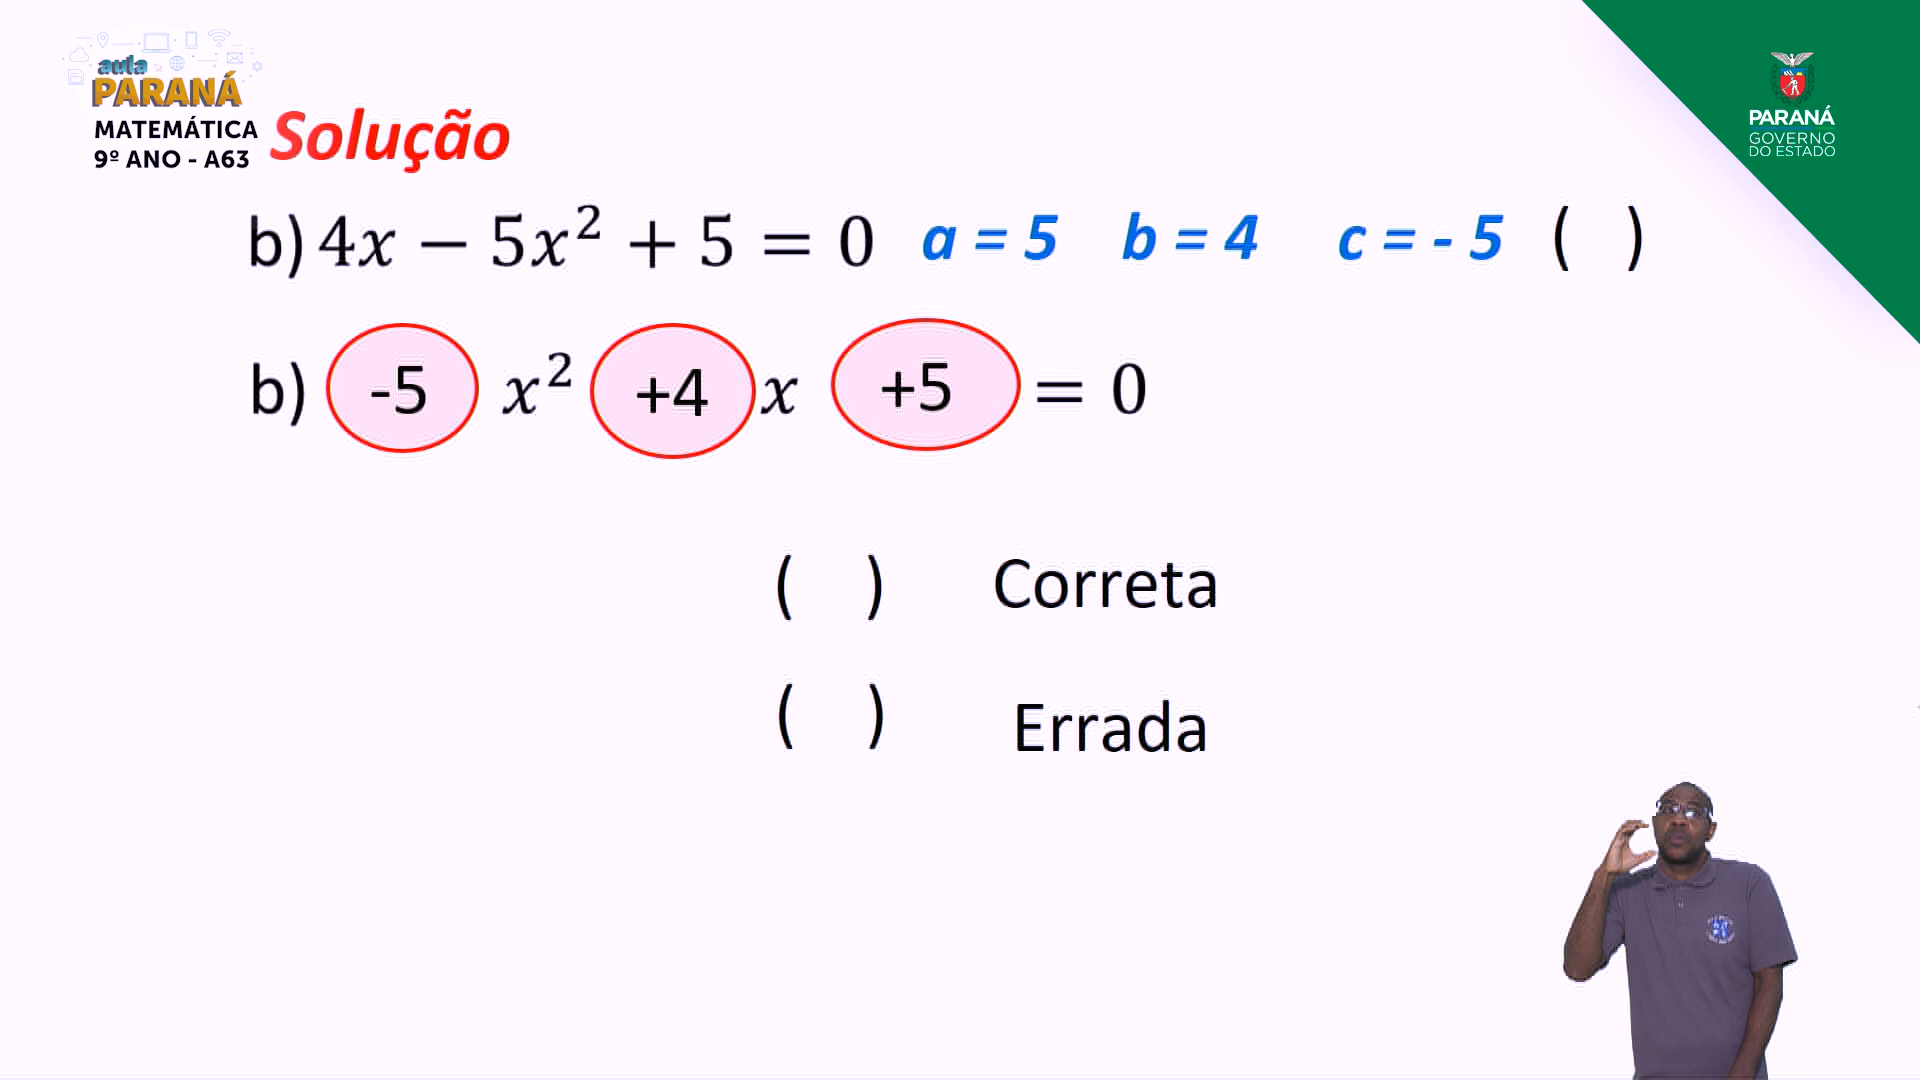 aula
PARANÁ
MATEMÁTICA
9º ANO - A63
Solução
PARANÁ
GOVERNO
DO ESTADO
b) 4x − 5x² + 5 = 0 a = 5 b = 4 c = - 5 ( )
b) -5 x² +4 x +5 = 0
( ) Correta
( ) Errada